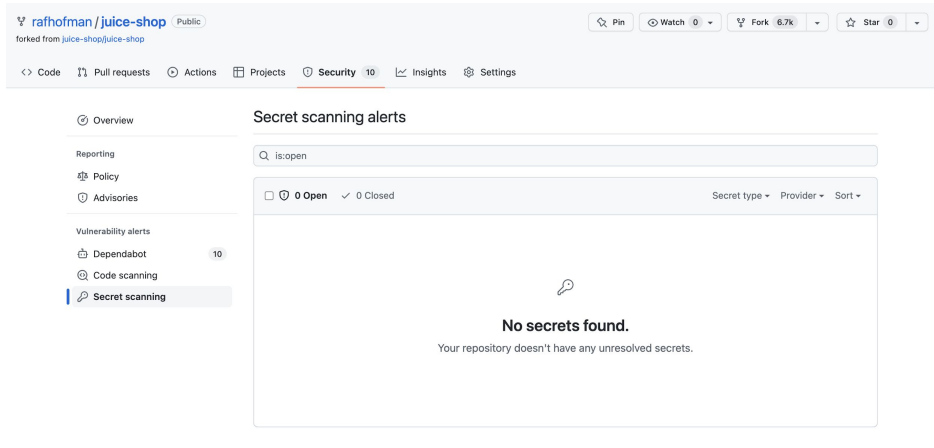 rafhofman / juice-shop Public
forked from juice-shop/juice-shop
Pin
Watch 0
Fork 6.7k
Star 0
Code
Pull requests
Actions
Projects
Security 10
Insights
Settings
Overview
Reporting
Policy
Advisories
Vulnerability alerts
Dependabot 10
Code scanning
Secret scanning
Secret scanning alerts
is:open
0 Open
0 Closed
Secret type
Provider
Sort
No secrets found.
Your repository doesn't have any unresolved secrets.